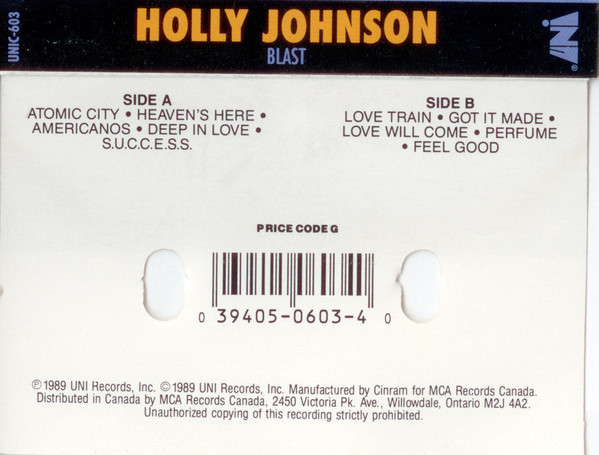 UNIC-603
HOLLY JOHNSON
BLAST
UNI®
SIDE A
ATOMIC CITY • HEAVEN'S HERE •
AMERICANOS • DEEP IN LOVE •
S.U.C.C.E.S.S.
SIDE B
LOVE TRAIN • GOT IT MADE •
LOVE WILL COME • PERFUME
• FEEL GOOD
PRICE CODE G
0 39405-0603-4 0
℗1989 UNI Records, Inc. ©1989 UNI Records, Inc. Manufactured by Cinram for MCA Records Canada.
Distributed in Canada by MCA Records Canada, 2450 Victoria Pk. Ave., Willowdale, Ontario M2J 4A2.
Unauthorized copying of this recording strictly prohibited.